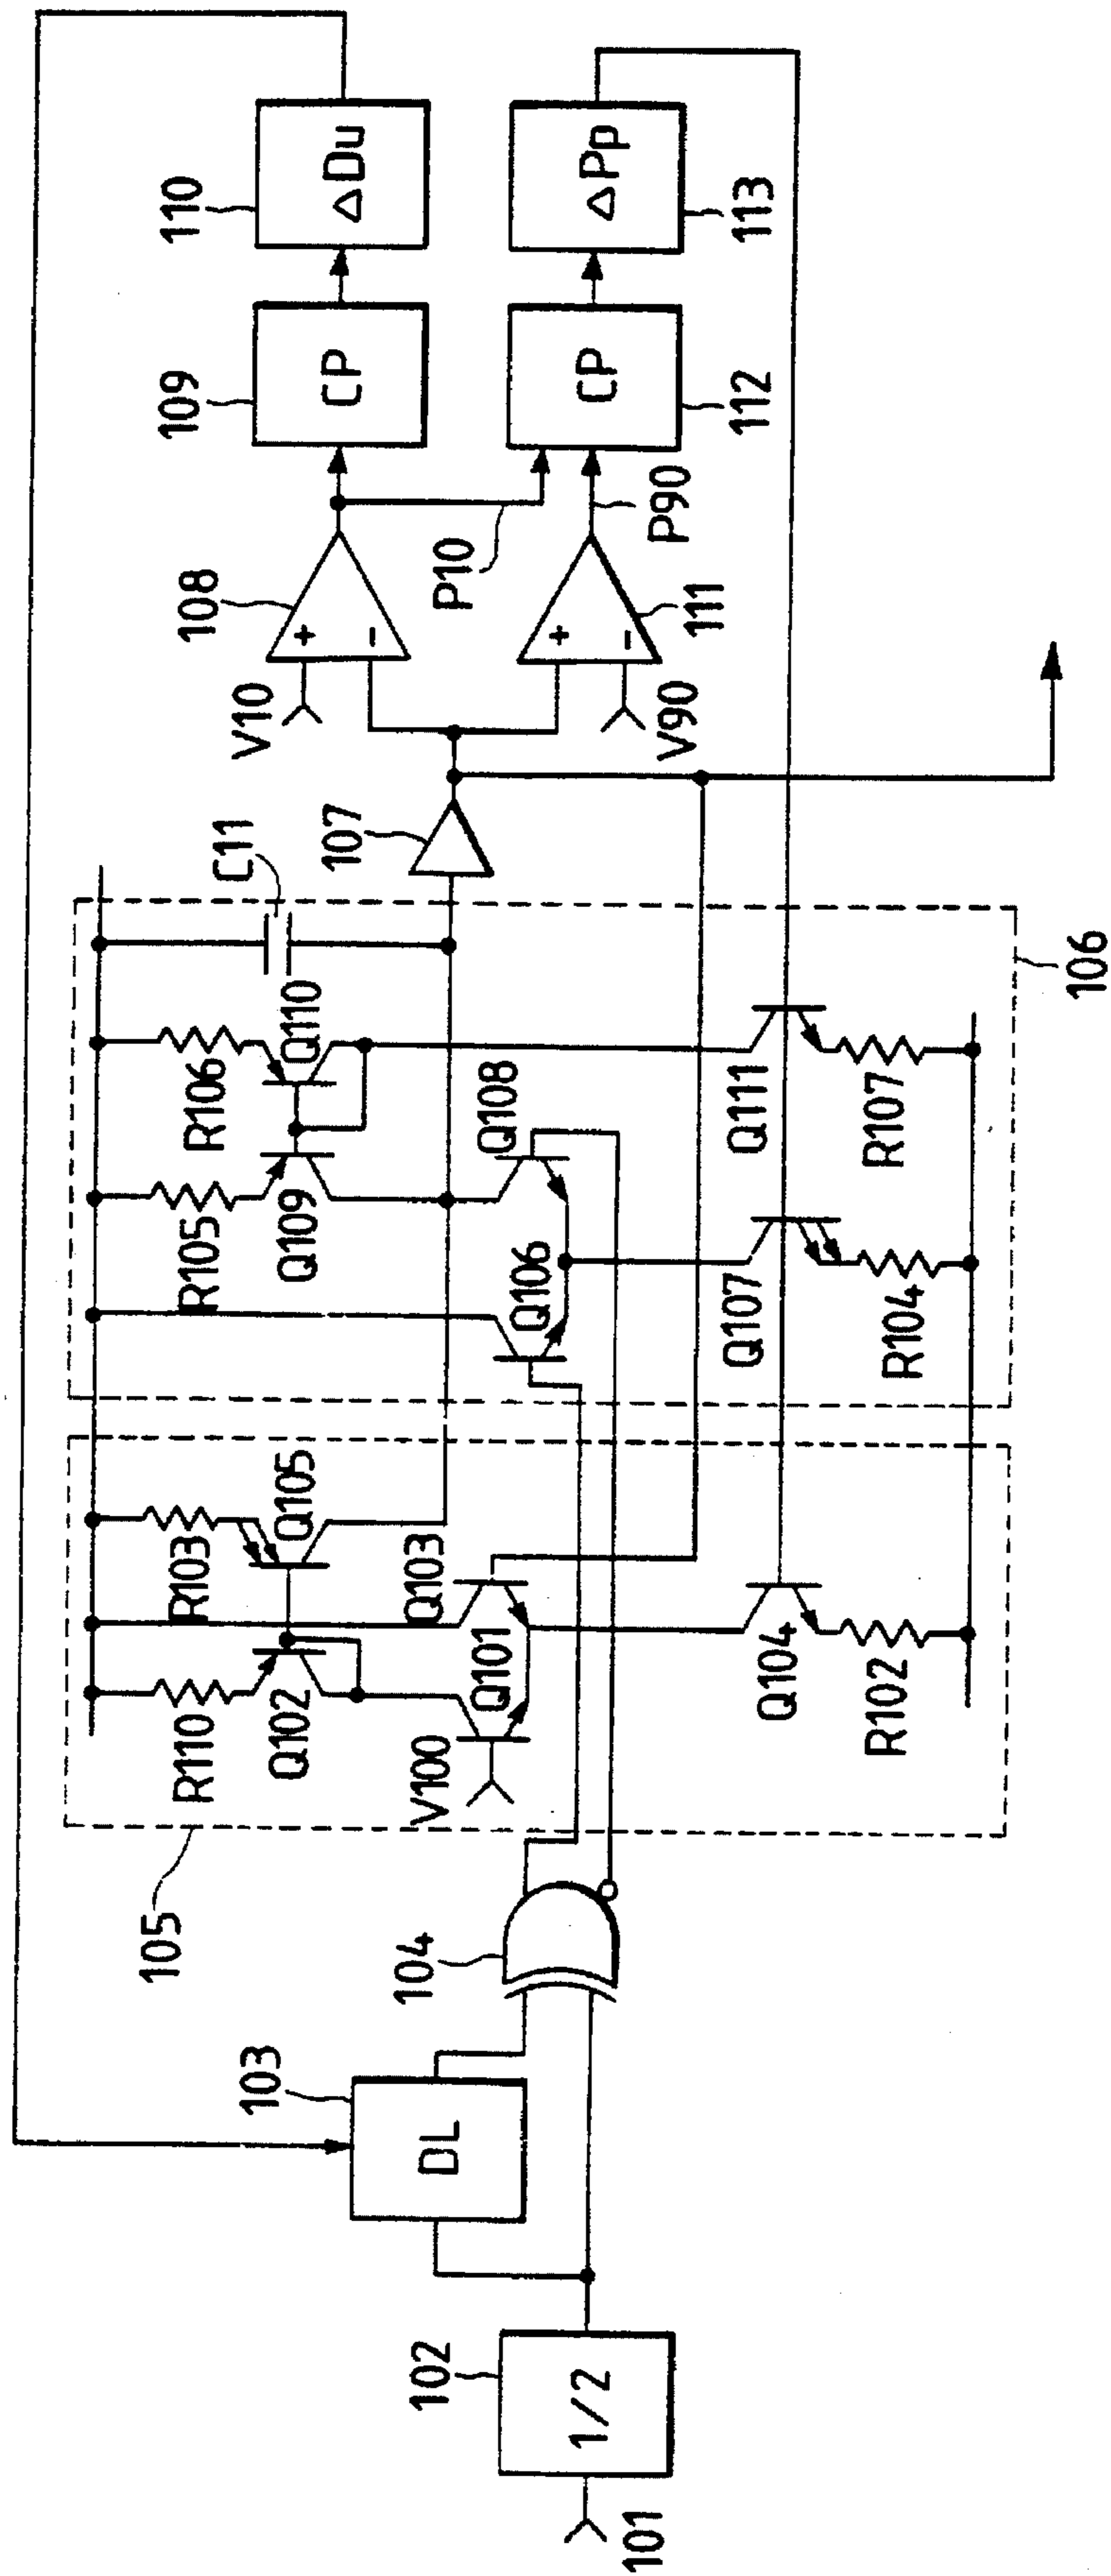 110
ΔDu
109
CP
108
+
-
V10
P10
113
ΔPp
112
CP
P90
111
+
-
V90
107
C11
106
R106
Q110
R105
Q109
Q108
Q106
Q111
R107
Q107
R104
R103
Q105
R110
Q102
Q103
Q101
V100
Q104
R102
105
104
103
DL
102
1/2
101